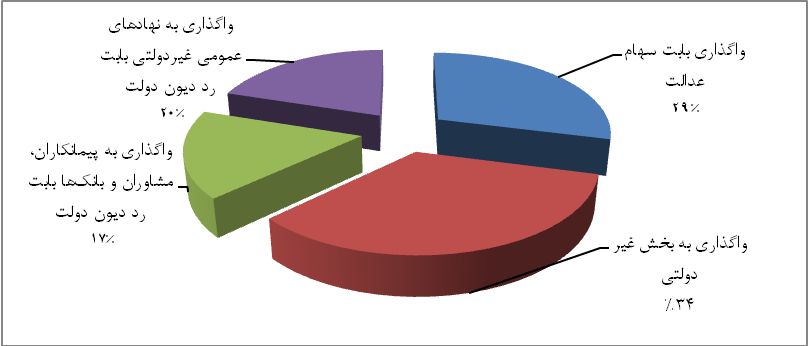 واگذاری بابت سهام
عدالت
۲۹٪
واگذاری به بخش غیر
دولتی
۳۴٪
واگذاری به پیمانکاران،
مشاوران و بانک‌ها بابت
رد دیون دولت
۱۷٪
واگذاری به نهادهای
عمومی غیردولتی بابت
رد دیون دولت
۲۰٪